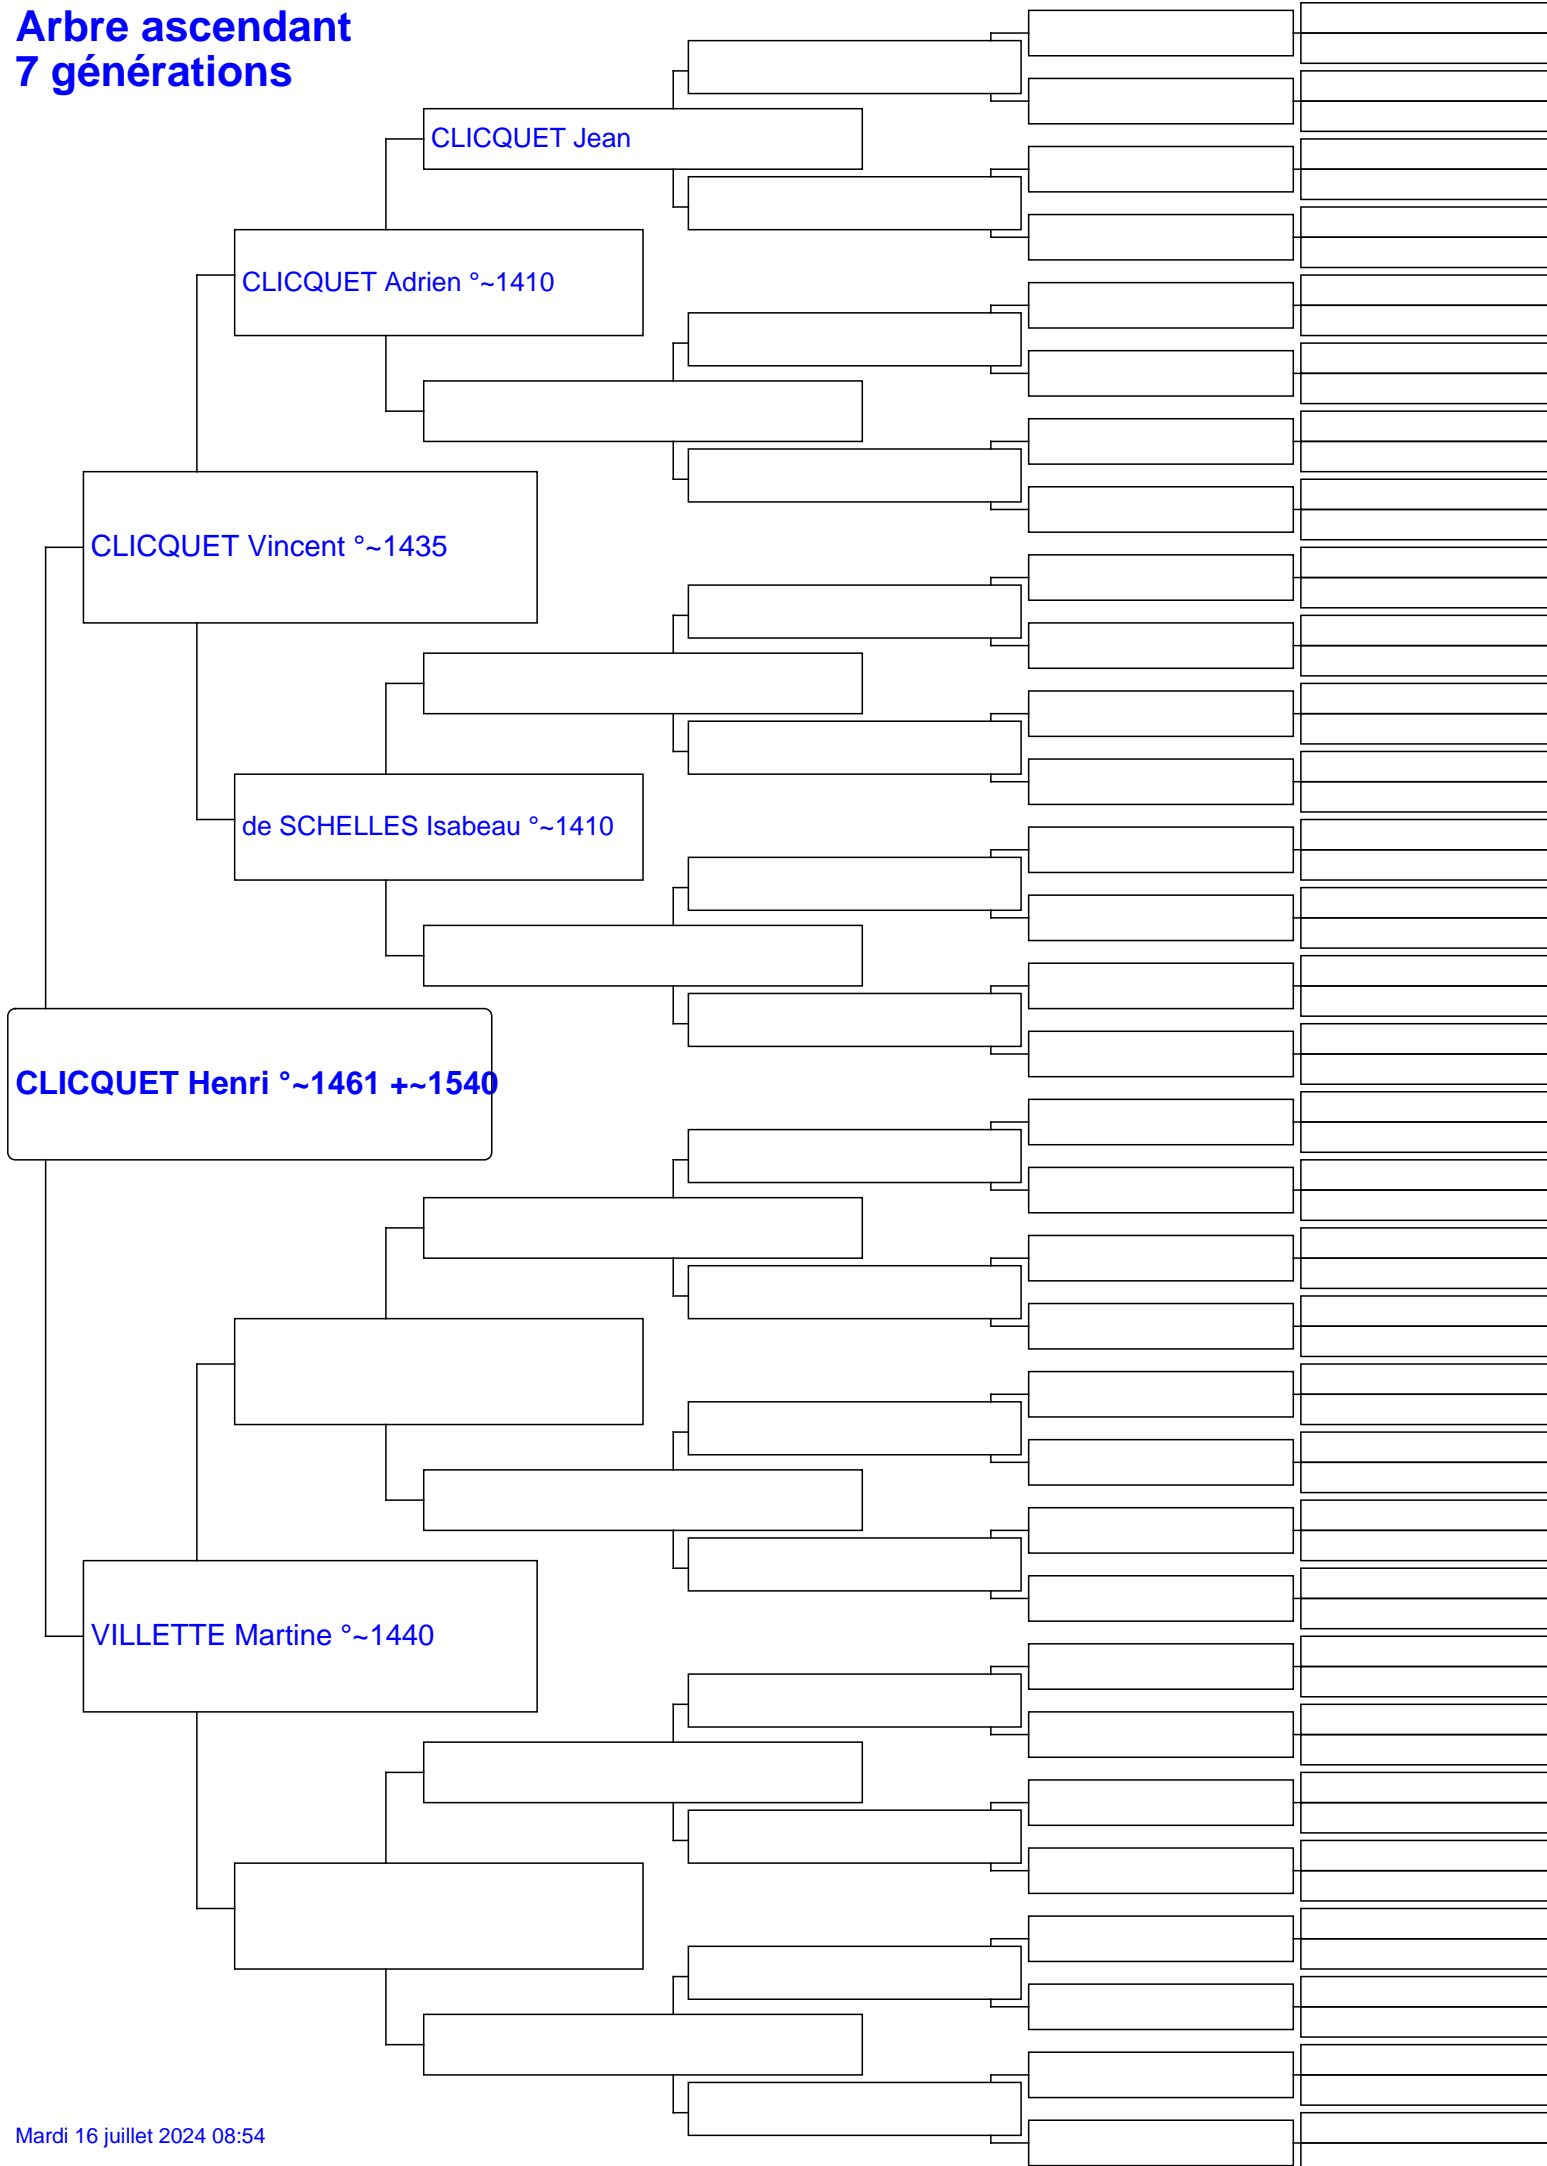 Arbre ascendant
7 générations
CLICQUET Jean
CLICQUET Adrien °~1410
CLICQUET Vincent °~1435
de SCHELLES Isabeau °~1410
CLICQUET Henri °~1461 +~1540
VILLETTE Martine °~1440
Mardi 16 juillet 2024 08:54